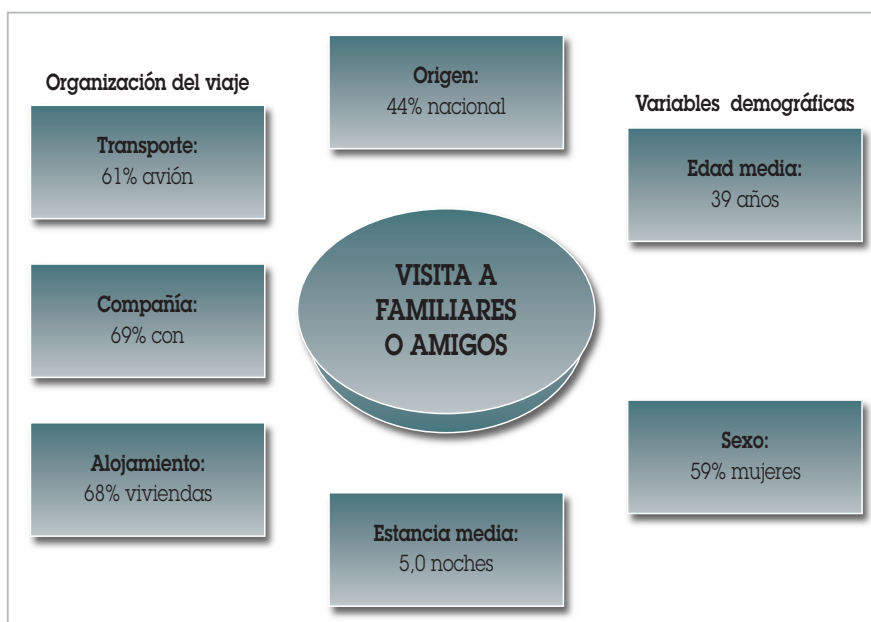 Organización del viaje
Transporte:
61% avión
Compañía:
69% con
Alojamiento:
68% viviendas
Origen:
44% nacional
VISITA A
FAMILIARES
O AMIGOS
Estancia media:
5,0 noches
Variables demográficas
Edad media:
39 años
Sexo:
59% mujeres